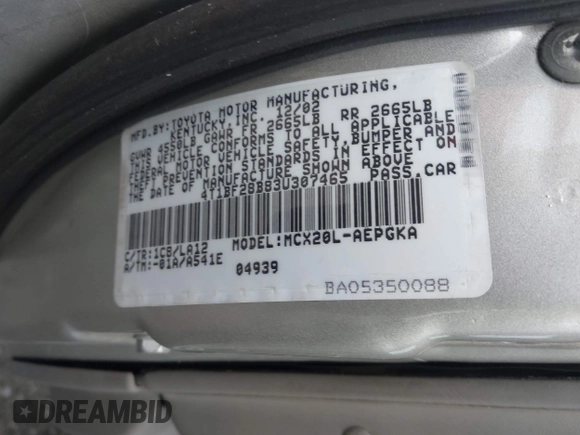 MFD.BY:TOYOTA MOTOR MANUFACTURING,
KENTUCKY,INC. 12/02
GVWR 4550LB GAWR FR 2665LB RR 2665LB
THIS VEHICLE CONFORMS TO ALL APPLICABLE
FEDERAL MOTOR VEHICLE SAFETY,BUMPER AND
THEFT PREVENTION STANDARDS IN EFFECT ON
THE DATE OF MANUFACTURE SHOWN ABOVE
4T1BF28B83U307465 PASS.CAR
C/TR:1CB/LA12 MODEL:MCX20L-AEPGKA
A/TM:-01A/A541E 04939
BA05350088
DREAMBID